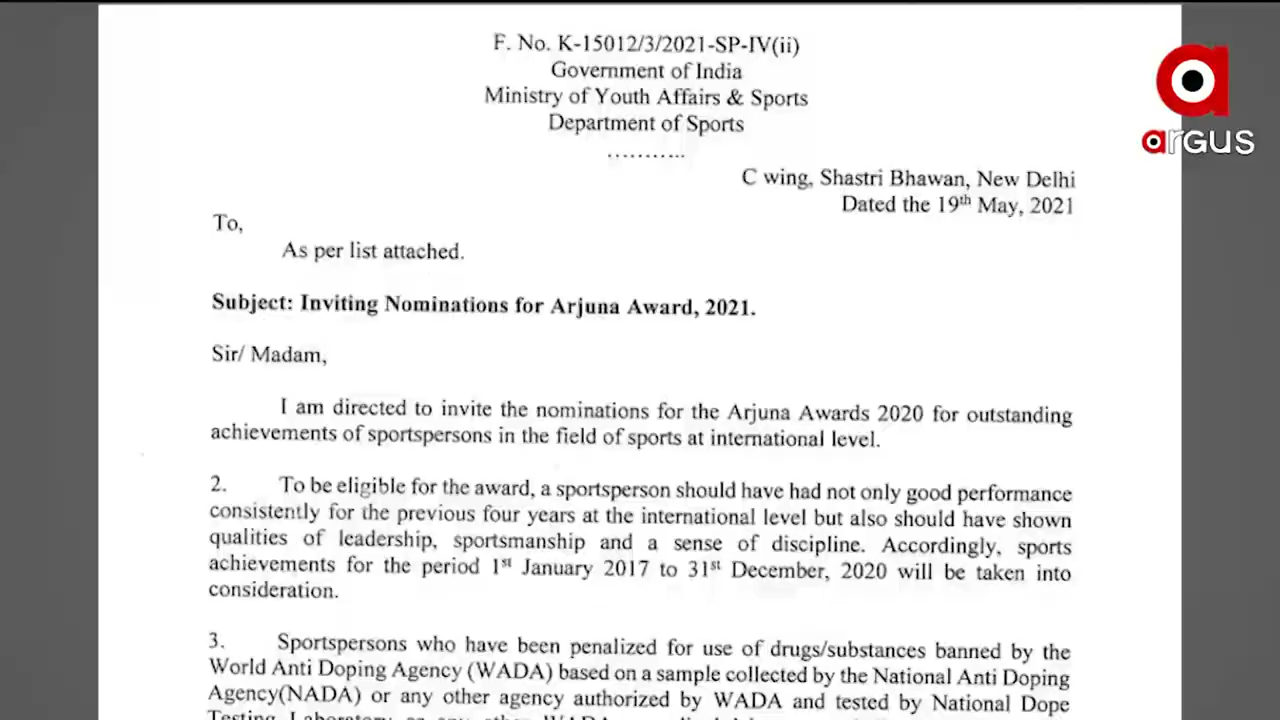 F. No. K-15012/3/2021-SP-IV(ii)
Government of India
Ministry of Youth Affairs & Sports
Department of Sports
...........
C wing, Shastri Bhawan, New Delhi
Dated the 19th May, 2021
To,
As per list attached.
Subject: Inviting Nominations for Arjuna Award, 2021.
Sir/ Madam,
I am directed to invite the nominations for the Arjuna Awards 2020 for outstanding
achievements of sportspersons in the field of sports at international level.
2. To be eligible for the award, a sportsperson should have had not only good performance
consistently for the previous four years at the international level but also should have shown
qualities of leadership, sportsmanship and a sense of discipline. Accordingly, sports
achievements for the period 1st January 2017 to 31st December, 2020 will be taken into
consideration.
3. Sportspersons who have been penalized for use of drugs/substances banned by the
World Anti Doping Agency (WADA) based on a sample collected by the National Anti Doping
Agency(NADA) or any other agency authorized by WADA and tested by National Dope
Testing
argus